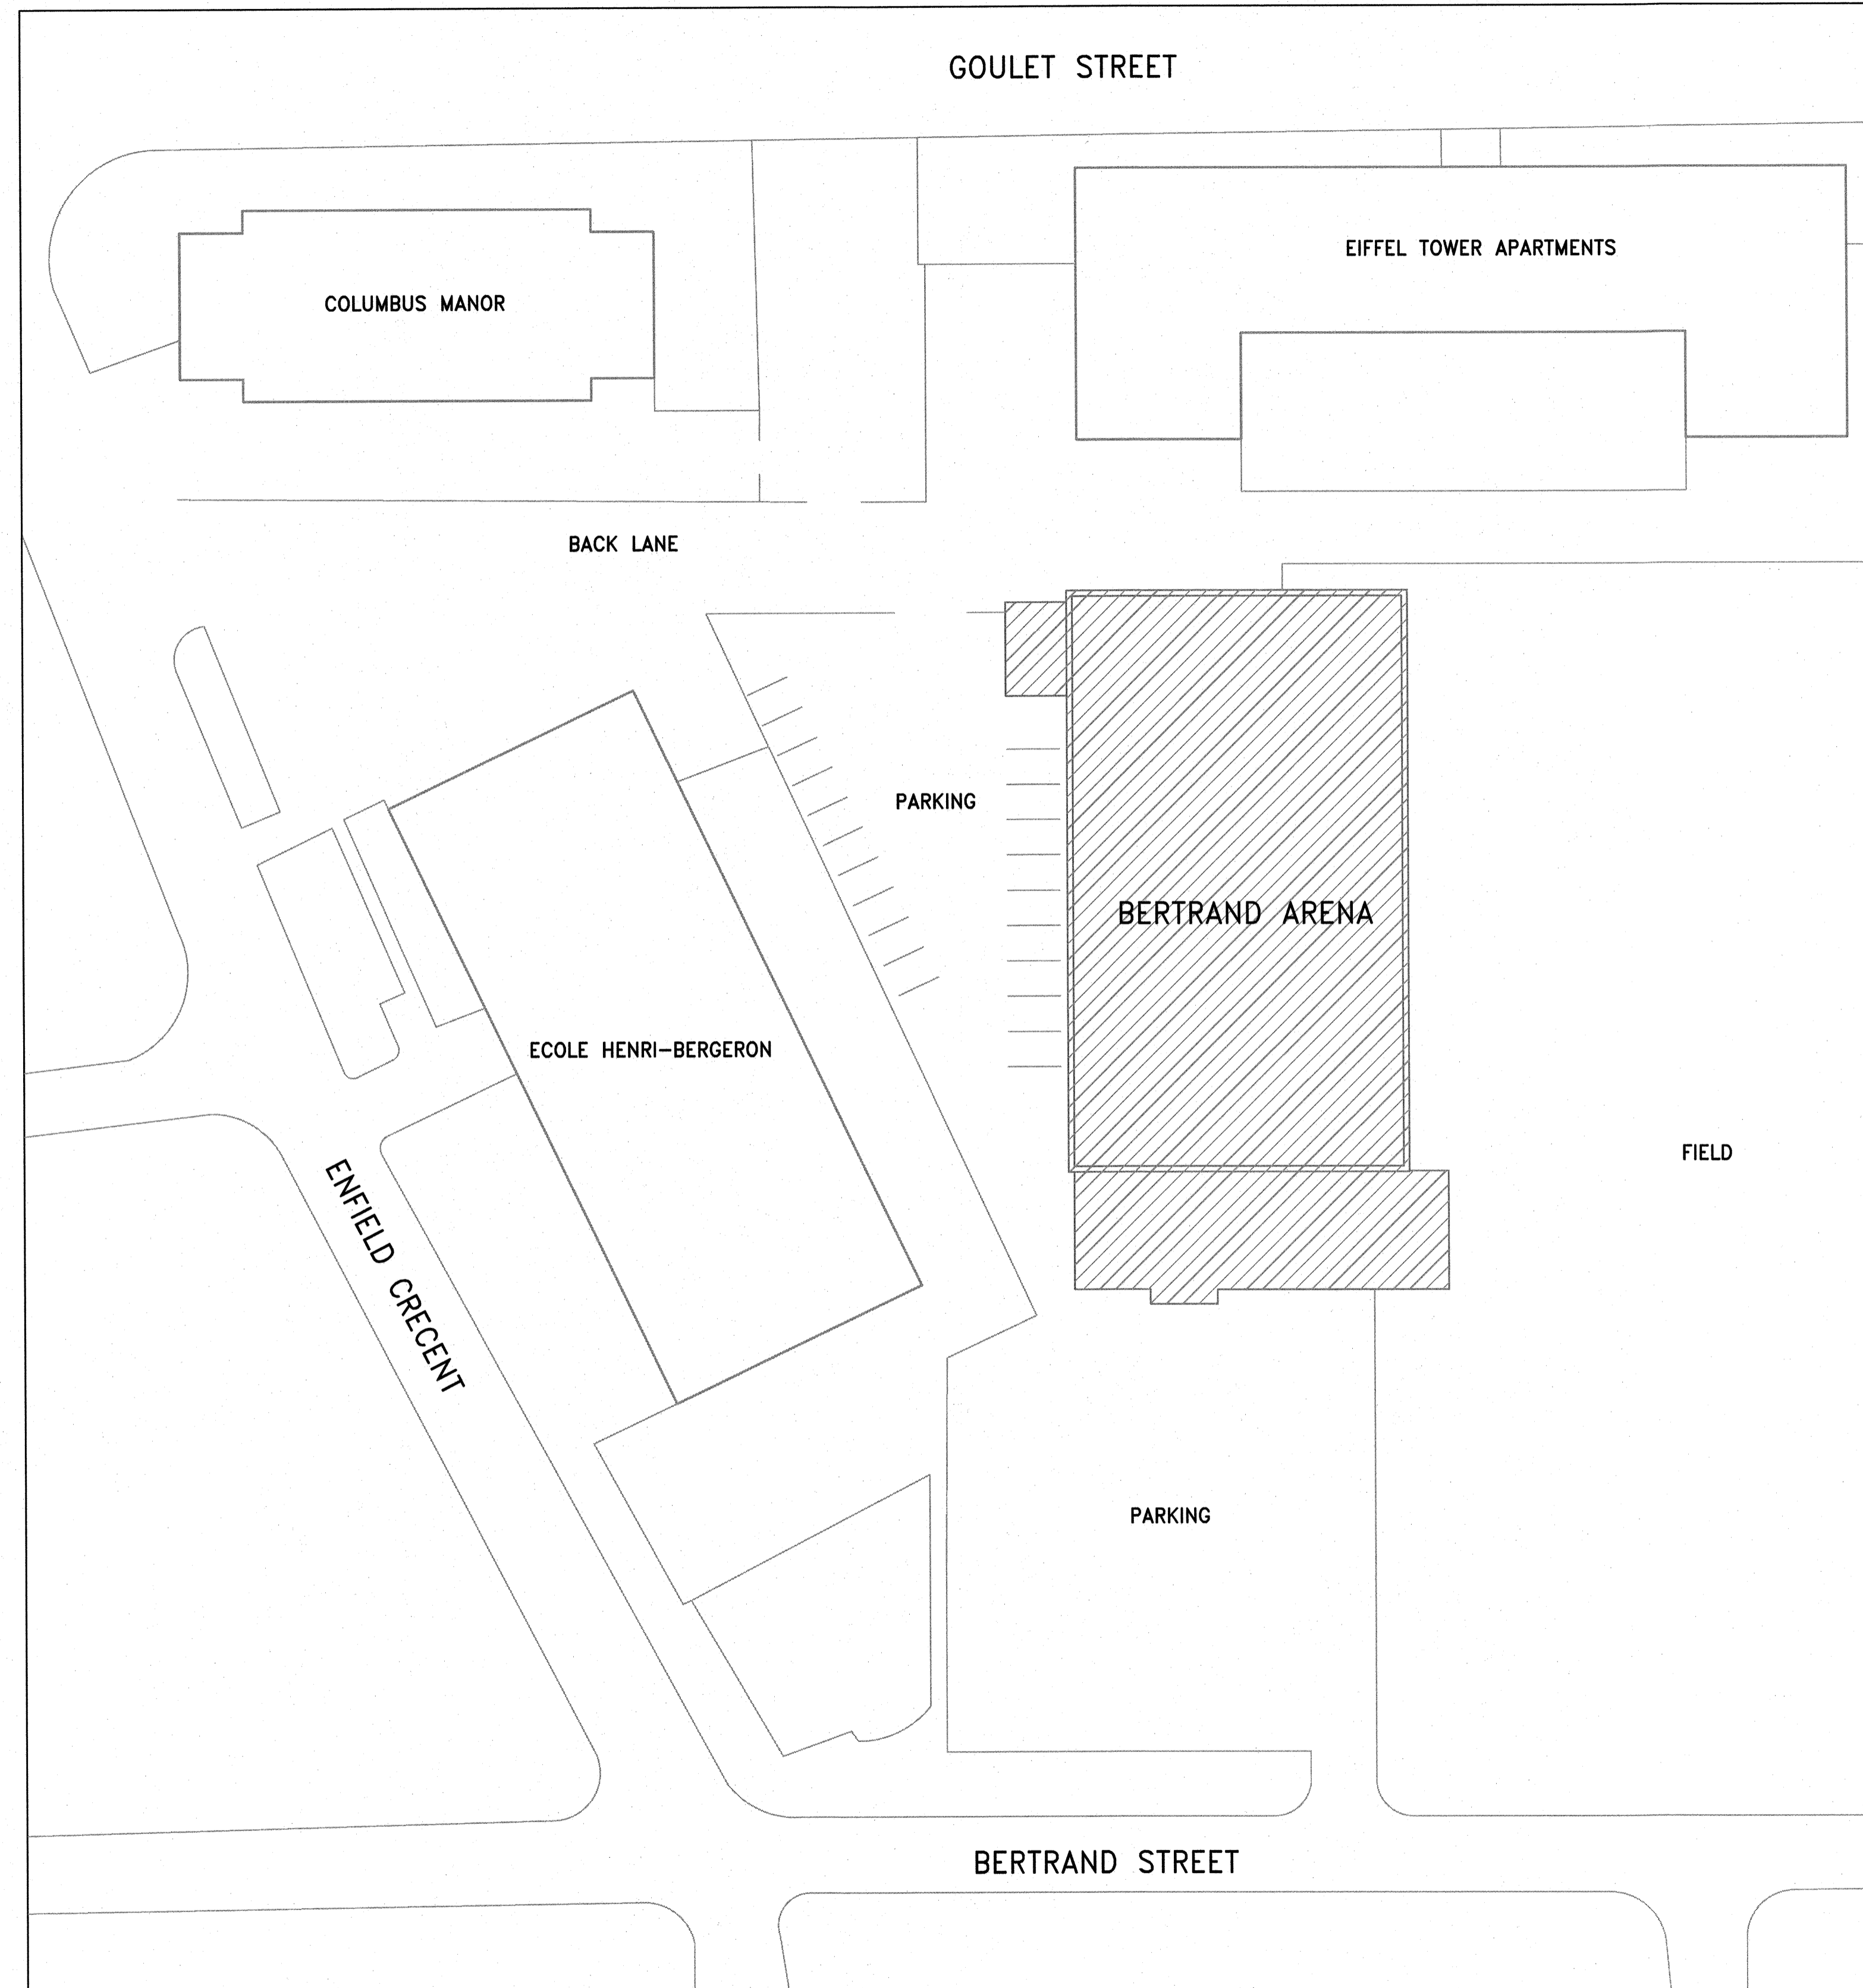 GOULET STREET
EIFFEL TOWER APARTMENTS
COLUMBUS MANOR
BACK LANE
PARKING
BERTRAND ARENA
ECOLE HENRI-BERGERON
FIELD
ENFIELD CRECENT
PARKING
BERTRAND STREET